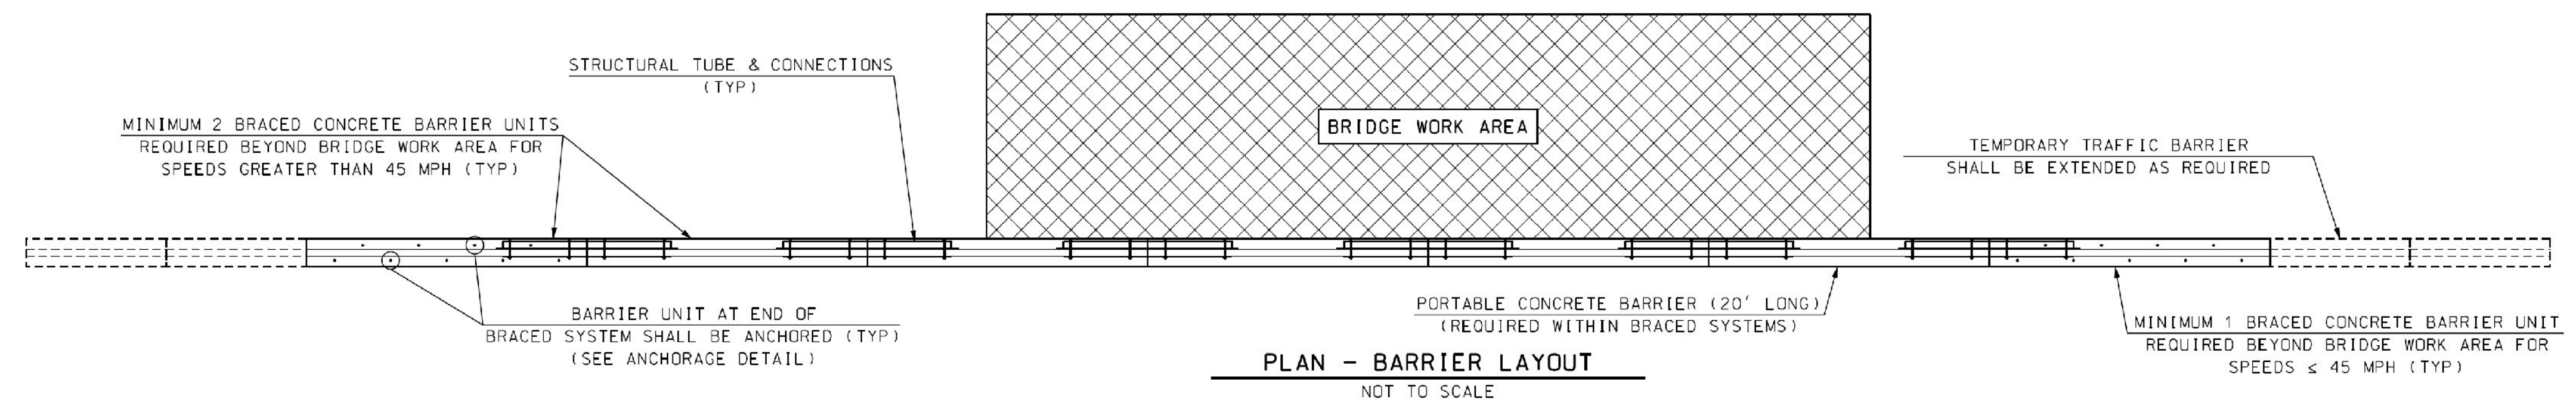 STRUCTURAL TUBE & CONNECTIONS
(TYP)
MINIMUM 2 BRACED CONCRETE BARRIER UNITS
REQUIRED BEYOND BRIDGE WORK AREA FOR
SPEEDS GREATER THAN 45 MPH (TYP)
BRIDGE WORK AREA
TEMPORARY TRAFFIC BARRIER
SHALL BE EXTENDED AS REQUIRED
BARRIER UNIT AT END OF
BRACED SYSTEM SHALL BE ANCHORED (TYP)
(SEE ANCHORAGE DETAIL)
PORTABLE CONCRETE BARRIER (20' LONG)
(REQUIRED WITHIN BRACED SYSTEMS)
MINIMUM 1 BRACED CONCRETE BARRIER UNIT
REQUIRED BEYOND BRIDGE WORK AREA FOR
SPEEDS ≤ 45 MPH (TYP)
PLAN - BARRIER LAYOUT
NOT TO SCALE